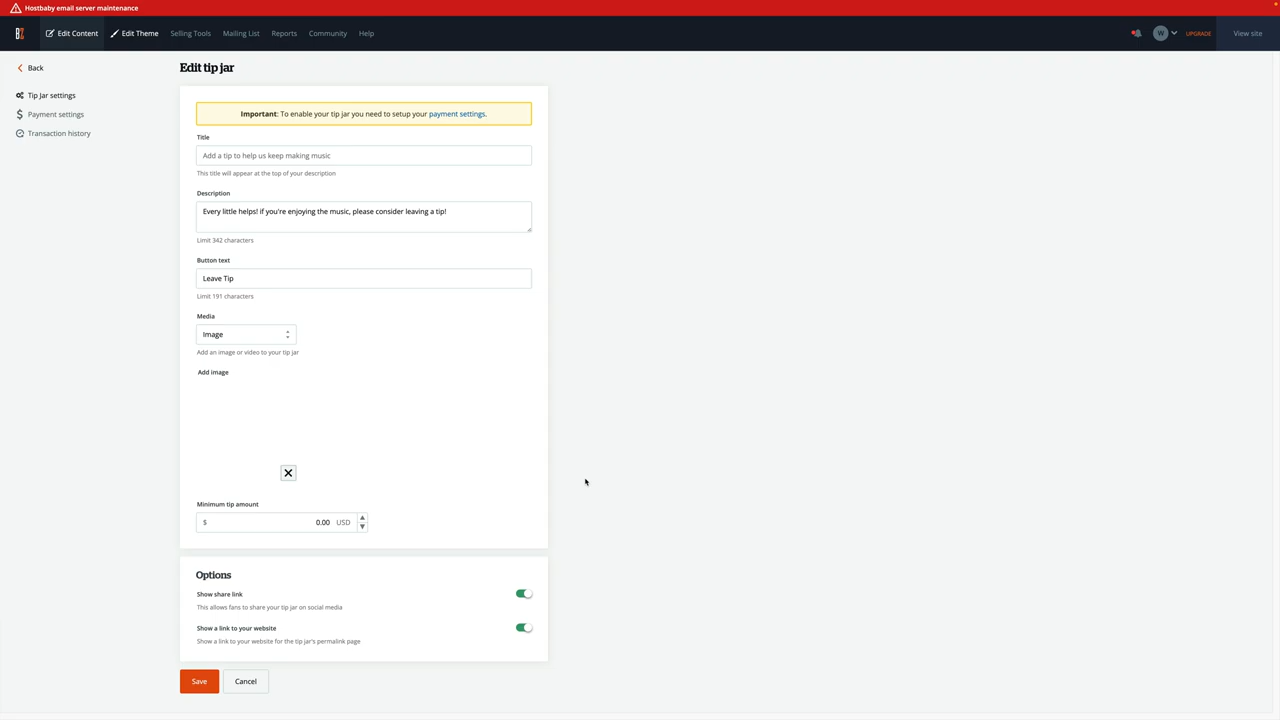 Hostbaby email server maintenance
Edit Content Edit Theme Selling Tools Mailing List Reports Community Help W UPGRADE View site
Back
Edit tip jar
Tip Jar settings
Payment settings
Transaction history
Important: To enable your tip jar you need to setup your payment settings.
Title
Add a tip to help us keep making music
This title will appear at the top of your description
Description
Every little helps! if you're enjoying the music, please consider leaving a tip!
Limit 342 characters
Button text
Leave Tip
Limit 191 characters
Media
Image
Add an image or video to your tip jar
Add image
Minimum tip amount
$ 0.00 USD
Options
Show share link
This allows fans to share your tip jar on social media
Show a link to your website
Show a link to your website for the tip jar's permalink page
Save Cancel